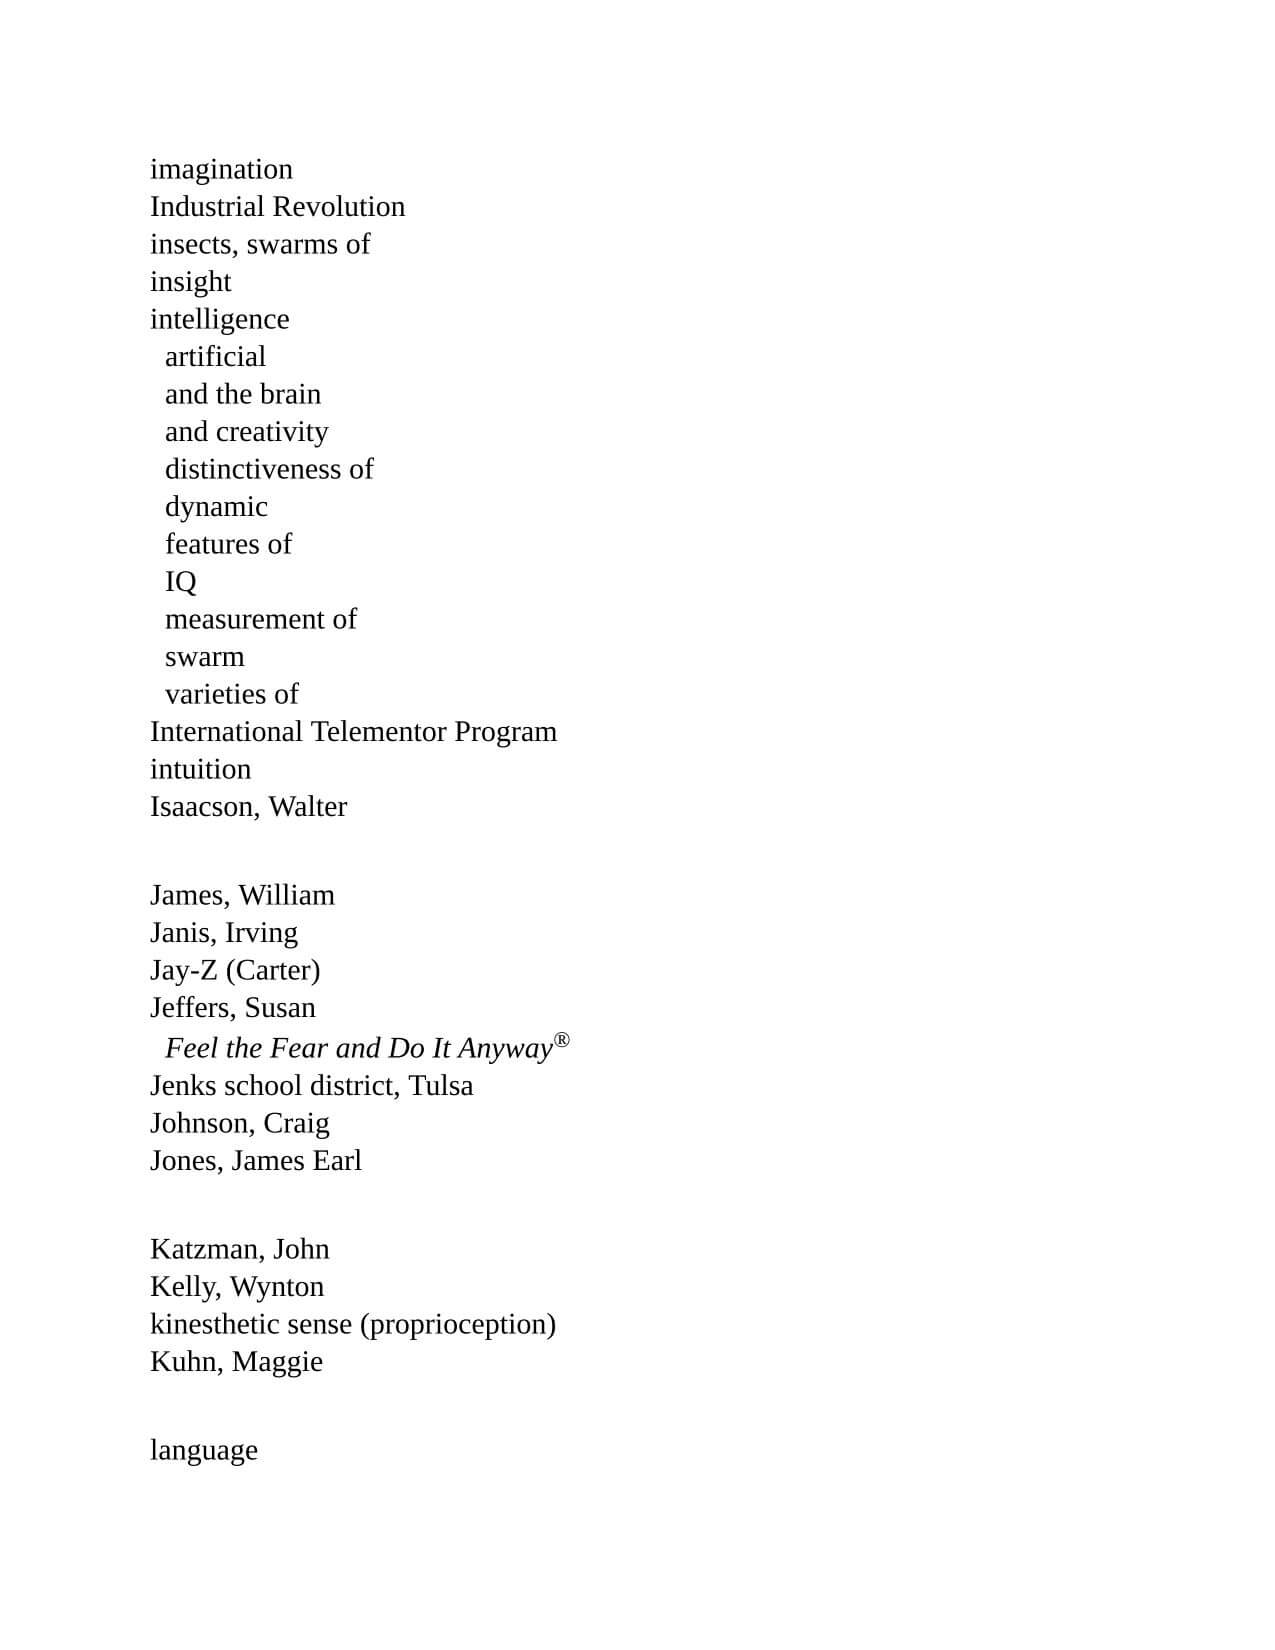 imagination
Industrial Revolution
insects, swarms of
insight
intelligence
artificial
and the brain
and creativity
distinctiveness of
dynamic
features of
IQ
measurement of
swarm
varieties of
International Telementor Program
intuition
Isaacson, Walter
James, William
Janis, Irving
Jay-Z (Carter)
Jeffers, Susan
Feel the Fear and Do It Anyway®
Jenks school district, Tulsa
Johnson, Craig
Jones, James Earl
Katzman, John
Kelly, Wynton
kinesthetic sense (proprioception)
Kuhn, Maggie
language